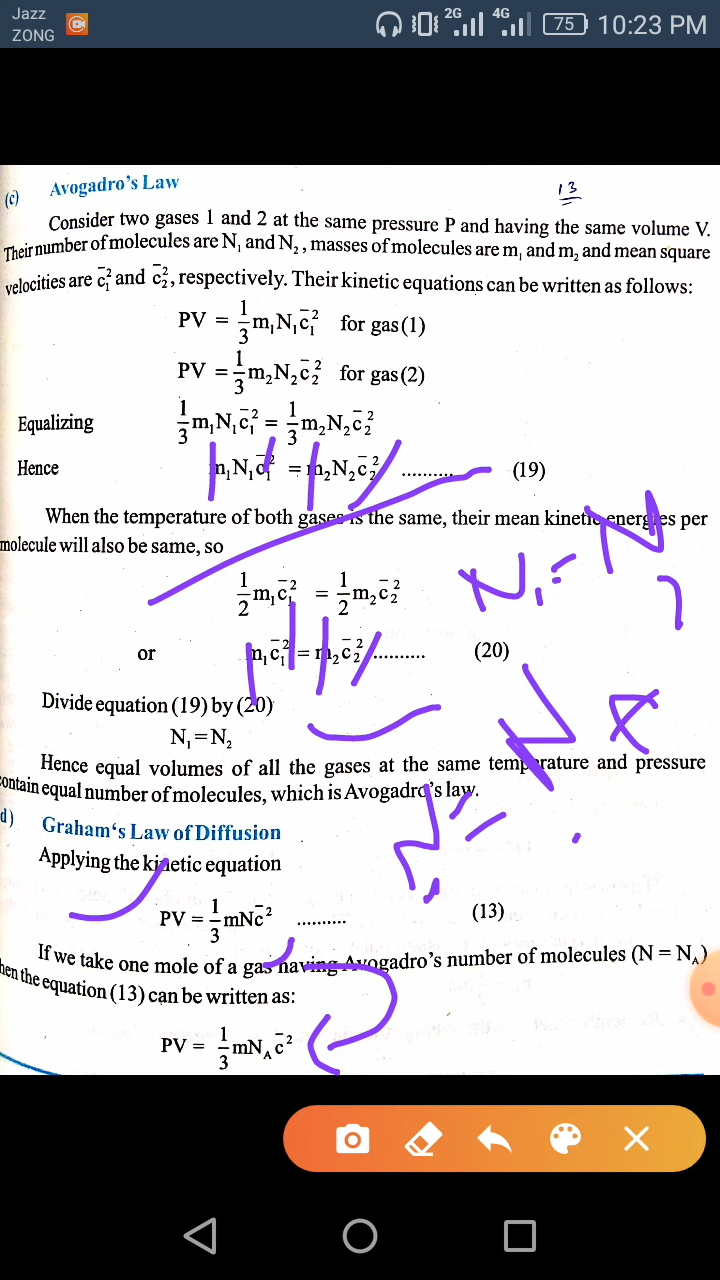 Jazz
ZONG
2G 4G 75 10:23 PM
13
(c) Avogadro's Law
Consider two gases 1 and 2 at the same pressure P and having the same volume V.
Their number of molecules are N₁ and N₂, masses of molecules are m₁ and m₂ and mean square
velocities are c̄₁² and c̄₂², respectively. Their kinetic equations can be written as follows:
PV = 1/3 m₁N₁c̄₁² for gas (1)
PV = 1/3 m₂N₂c̄₂² for gas (2)
Equalizing 1/3 m₁N₁c̄₁² = 1/3 m₂N₂c̄₂²
Hence m₁N₁c̄₁² = m₂N₂c̄₂² .......... (19)
When the temperature of both gases is the same, their mean kinetic energies per
molecule will also be same, so
1/2 m₁c̄₁² = 1/2 m₂c̄₂²
N₁ = N
2
or m₁c̄₁² = m₂c̄₂² .......... (20)
Divide equation (19) by (20)
N₁=N₂
Hence equal volumes of all the gases at the same temperature and pressure
contain equal number of molecules, which is Avogadro's law.
N₁ = N
d) Graham‘s Law of Diffusion
Applying the kinetic equation
PV = 1/3 mNc̄² .......... (13)
If we take one mole of a gas having Avogadro's number of molecules (N = Nₐ)
hen the equation (13) can be written as:
PV = 1/3 mNₐc̄²